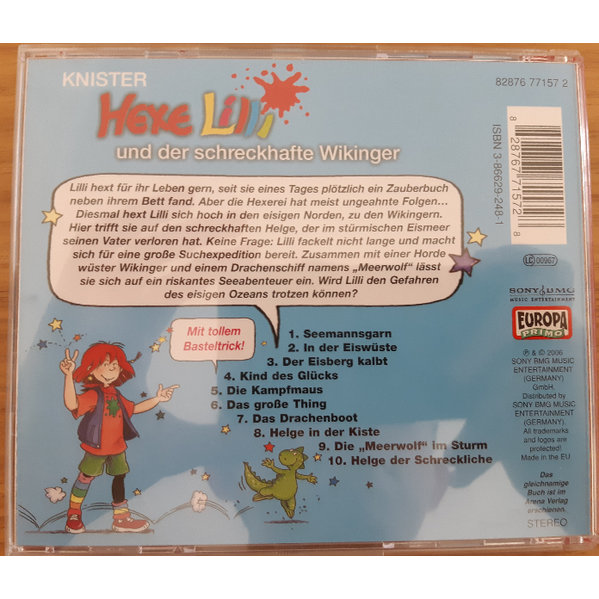 KNISTER
HEXE LILLI
und der schreckhafte Wikinger
82876 77157 2
ISBN 3-86629-248-1
8 28767 71572 8
Lilli hext für ihr Leben gern, seit sie eines Tages plötzlich ein Zauberbuch
neben ihrem Bett fand. Aber die Hexerei hat meist ungeahnte Folgen...
Diesmal hext Lilli sich hoch in den eisigen Norden, zu den Wikingern.
Hier trifft sie auf den schreckhaften Helge, der im stürmischen Eismeer
seinen Vater verloren hat. Keine Frage: Lilli fackelt nicht lange und macht
sich für eine große Suchexpedition bereit. Zusammen mit einer Horde
wüster Wikinger und einem Drachenschiff namens „Meerwolf" lässt
sie sich auf ein riskantes Seeabenteuer ein. Wird Lilli den Gefahren
des eisigen Ozeans trotzen können?
Mit tollem
Basteltrick!
1. Seemannsgarn
2. In der Eiswüste
3. Der Eisberg kalbt
4. Kind des Glücks
5. Die Kampfmaus
6. Das große Thing
7. Das Drachenboot
8. Helge in der Kiste
9. Die „Meerwolf" im Sturm
10. Helge der Schreckliche
LC 00967
SONY BMG
MUSIC ENTERTAINMENT
EUROPA
PRIMO
℗ & © 2006
SONY BMG MUSIC
ENTERTAINMENT
(GERMANY)
GmbH.
Distributed by
SONY BMG MUSIC
ENTERTAINMENT
(GERMANY).
All trademarks
and logos are
protected!
Made in the EU
Das
gleichnamige
Buch ist im
Arena Verlag
erschienen.
STEREO